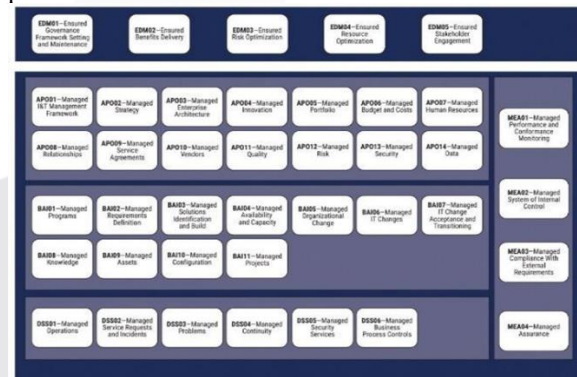 EDM01—Ensured
Governance
Framework Setting
and Maintenance
EDM02—Ensured
Benefits Delivery
EDM03—Ensured
Risk Optimization
EDM04—Ensured
Resource
Optimization
EDM05—Ensured
Stakeholder
Engagement
APO01—Managed
I&T Management
Framework
APO02—Managed
Strategy
APO03—Managed
Enterprise
Architecture
APO04—Managed
Innovation
APO05—Managed
Portfolio
APO06—Managed
Budget and Costs
APO07—Managed
Human Resources
APO08—Managed
Relationships
APO09—Managed
Service
Agreements
APO10—Managed
Vendors
APO11—Managed
Quality
APO12—Managed
Risk
APO13—Managed
Security
APO14—Managed
Data
BAI01—Managed
Programs
BAI02—Managed
Requirements
Definition
BAI03—Managed
Solutions
Identification
and Build
BAI04—Managed
Availability
and Capacity
BAI05—Managed
Organizational
Change
BAI06—Managed
IT Changes
BAI07—Managed
IT Change
Acceptance and
Transitioning
BAI08—Managed
Knowledge
BAI09—Managed
Assets
BAI10—Managed
Configuration
BAI11—Managed
Projects
DSS01—Managed
Operations
DSS02—Managed
Service Requests
and Incidents
DSS03—Managed
Problems
DSS04—Managed
Continuity
DSS05—Managed
Security
Services
DSS06—Managed
Business
Process Controls
MEA01—Managed
Performance and
Conformance
Monitoring
MEA02—Managed
System of Internal
Control
MEA03—Managed
Compliance With
External
Requirements
MEA04—Managed
Assurance